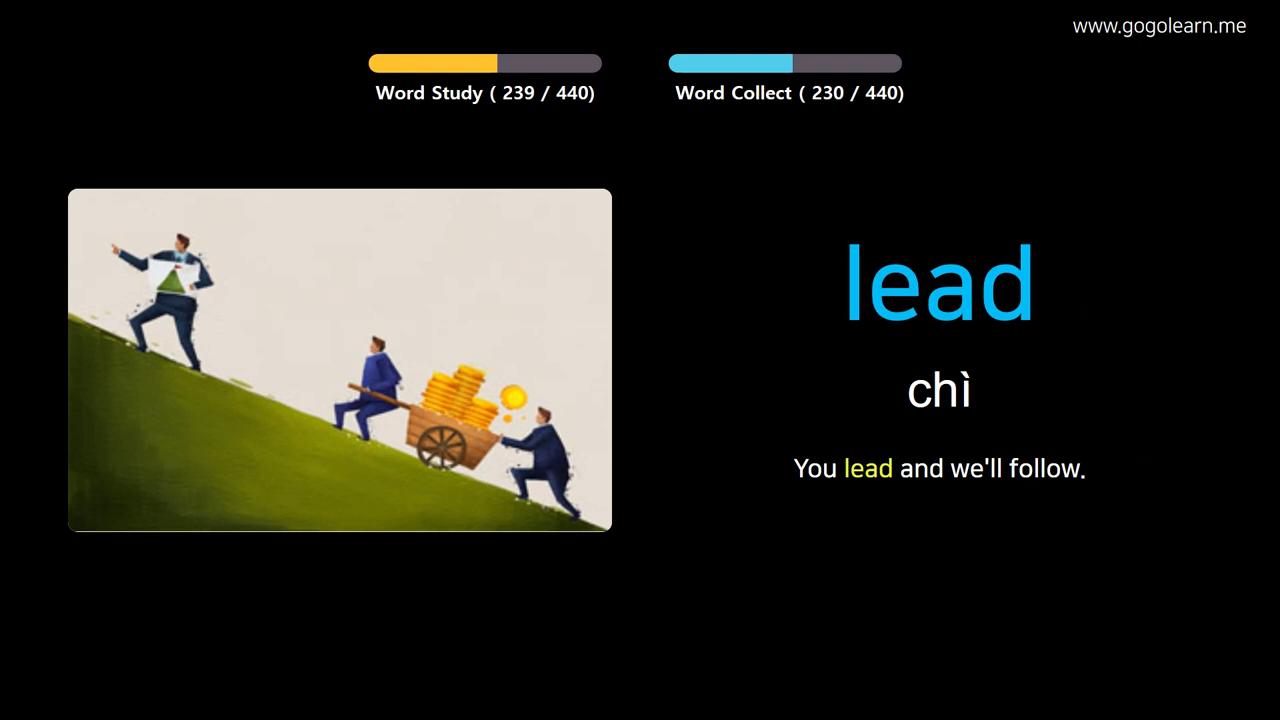 www.gogolearn.me
Word Study ( 239 / 440)
Word Collect ( 230 / 440)
lead
chì
You lead and we'll follow.